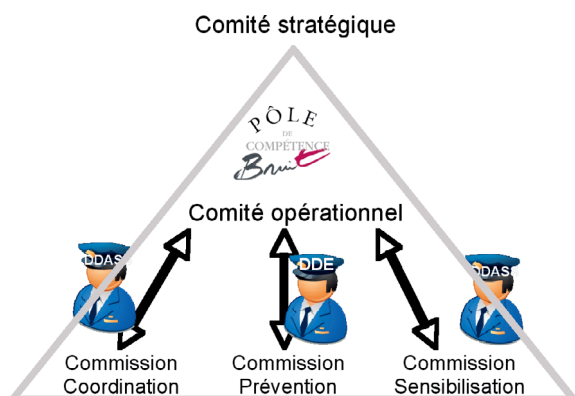 Comité stratégique
PÔLE
DE
COMPÉTENCE
Bruit
Comité opérationnel
DDASS
DDE
DDASS
Commission
Coordination
Commission
Prévention
Commission
Sensibilisation